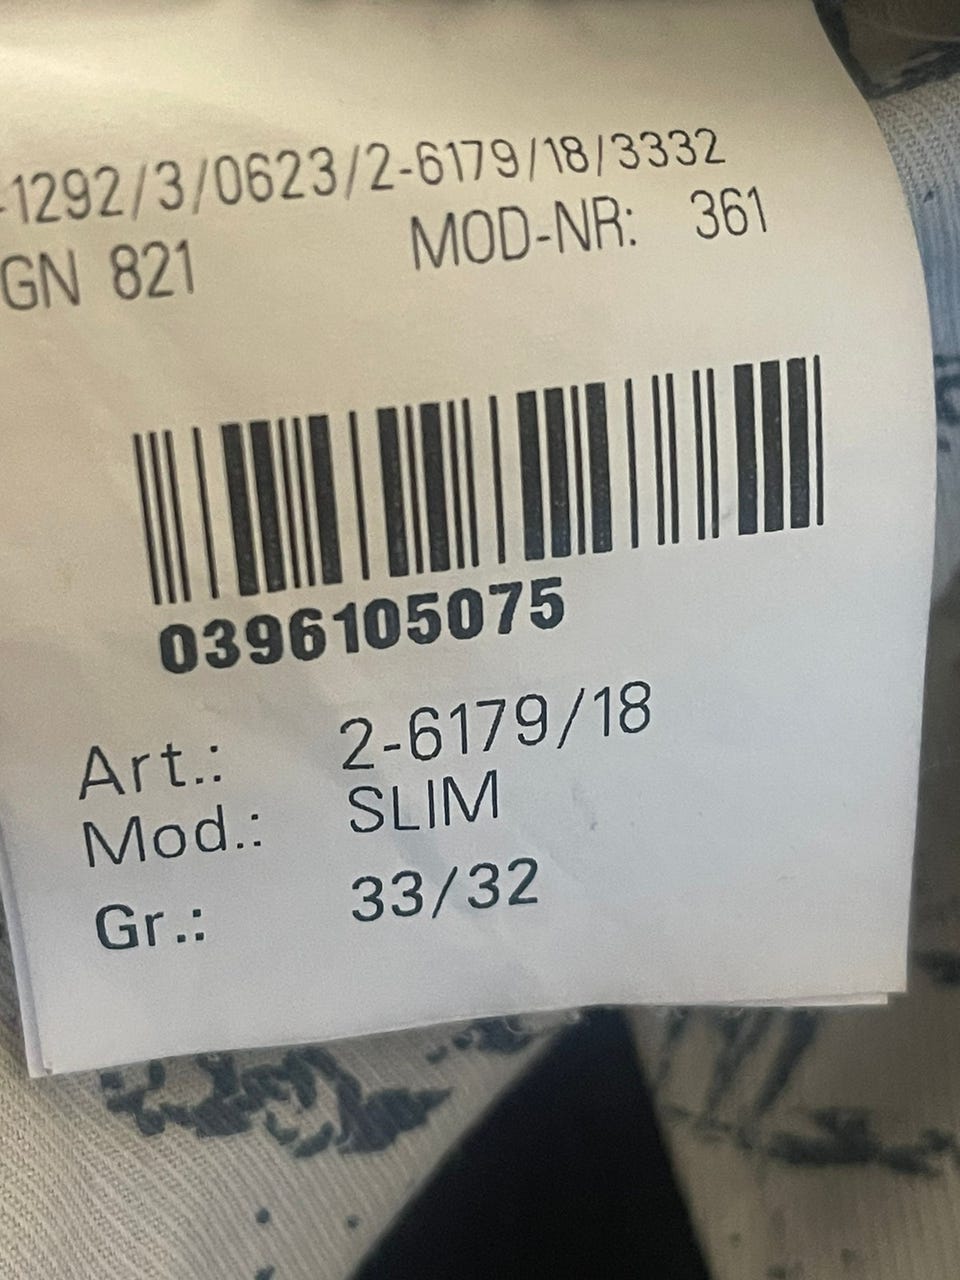 -1292/3/0623/2-6179/18/3332
GN 821 MOD-NR: 361
0396105075
Art.: 2-6179/18
Mod.: SLIM
Gr.: 33/32